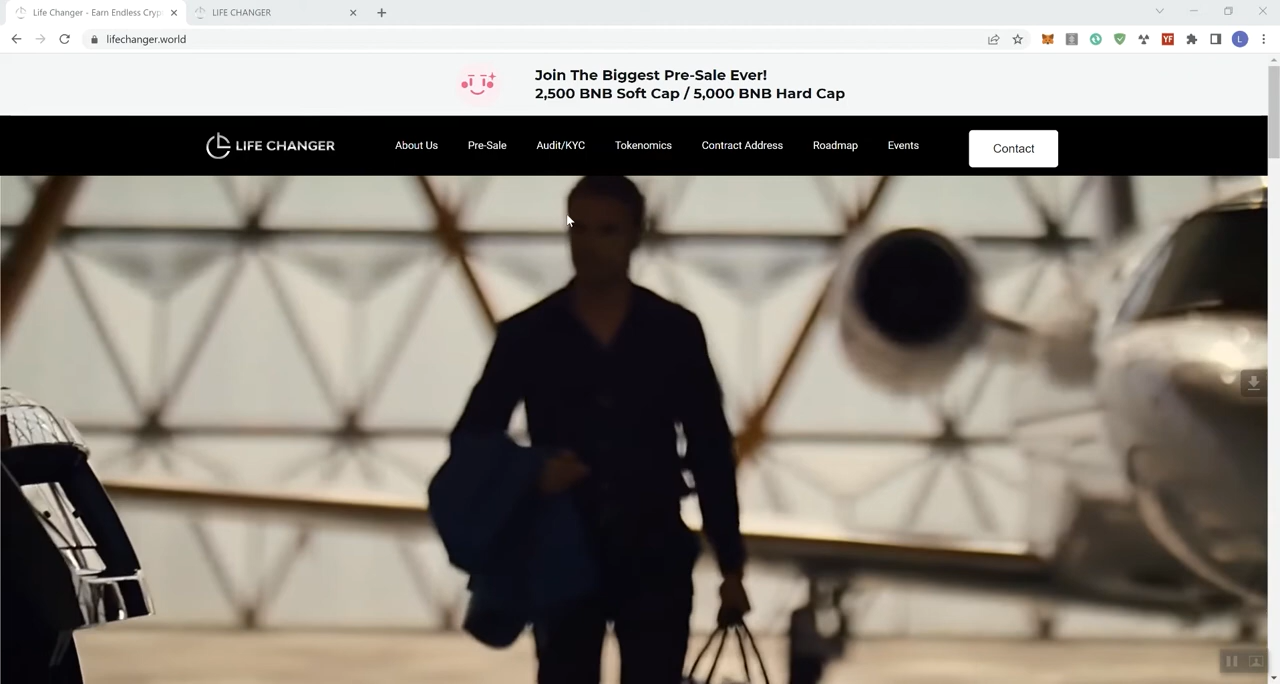 Life Changer - Earn Endless Cryp
LIFE CHANGER
lifechanger.world
YF
L
Join The Biggest Pre-Sale Ever!
2,500 BNB Soft Cap / 5,000 BNB Hard Cap
LIFE CHANGER
About Us
Pre-Sale
Audit/KYC
Tokenomics
Contract Address
Roadmap
Events
Contact